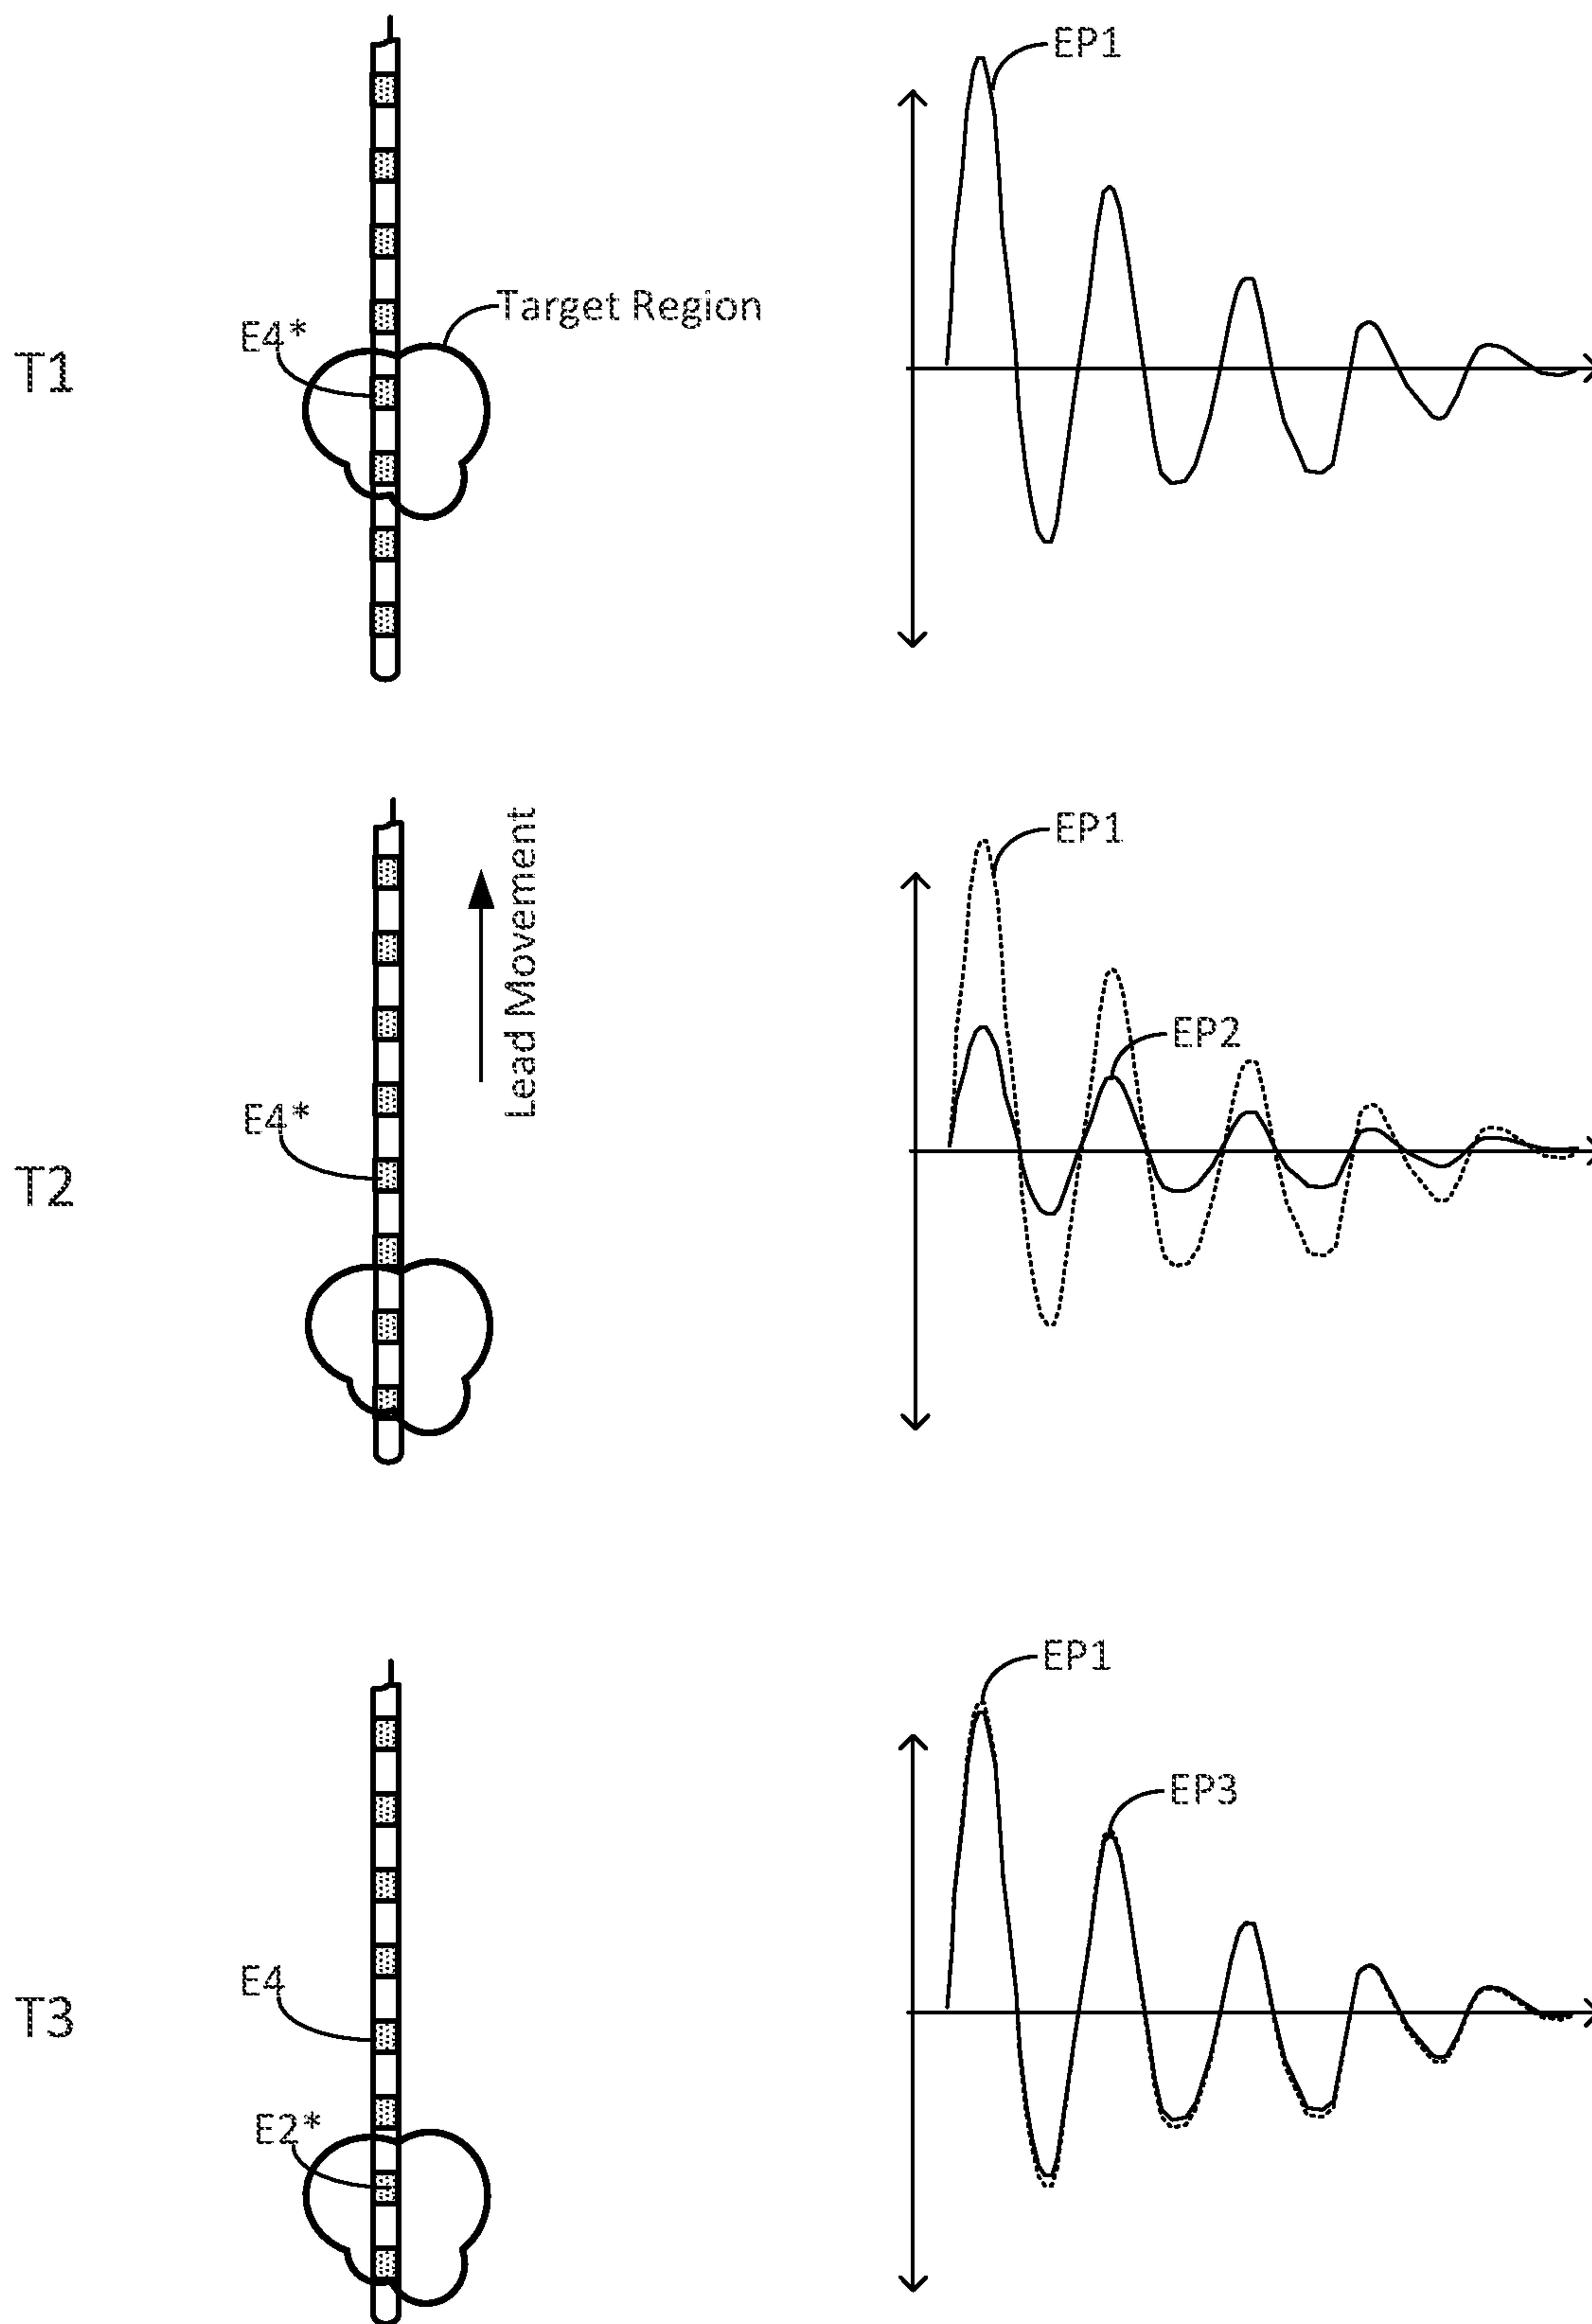 EP1
Target Region
E4*
T1
EP1
Lead Movement
EP2
E4*
T2
EP1
EP3
E4
T3
E2*